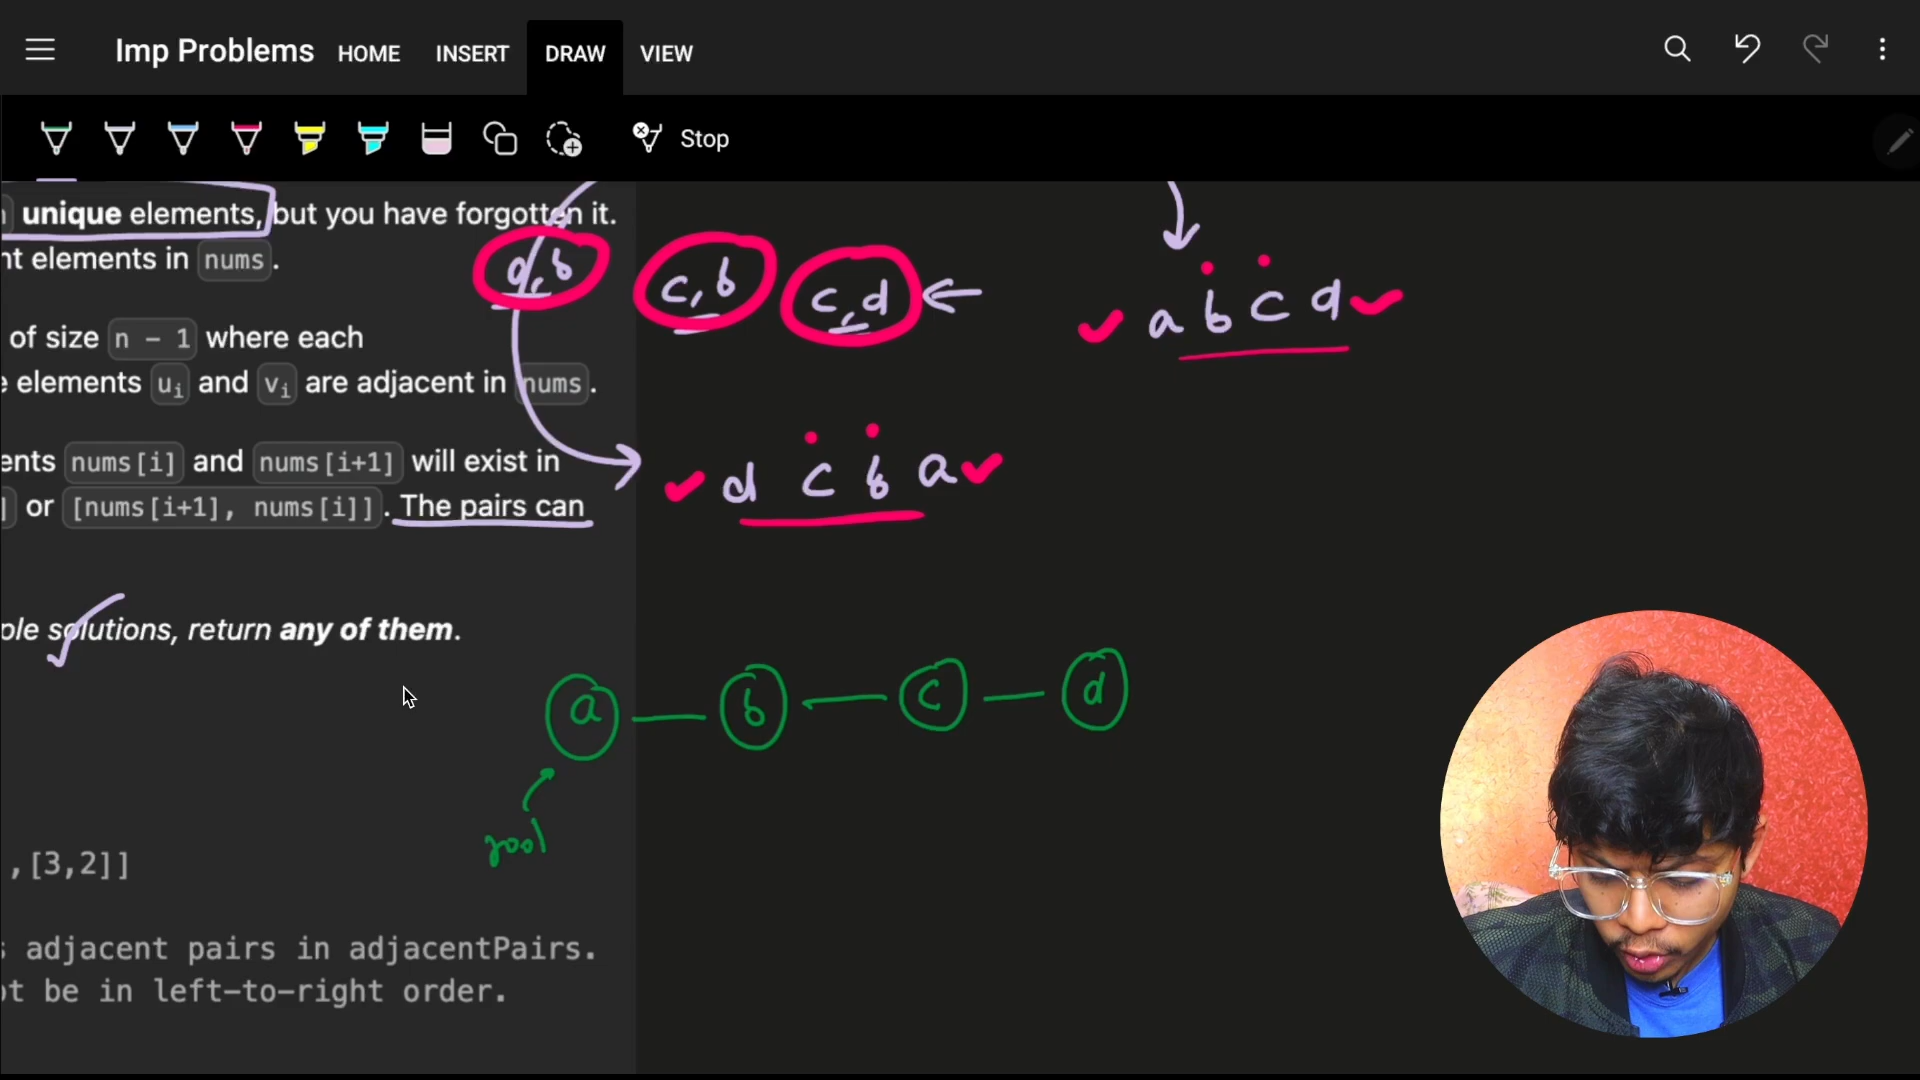 Imp Problems HOME INSERT DRAW VIEW
Stop
unique elements, but you have forgotten it.
nt elements in nums.
a,b c,b c,d
a b c d
of size n - 1 where each
e elements ui and vi are adjacent in nums.
ents nums[i] and nums[i+1] will exist in
] or [nums[i+1], nums[i]]. The pairs can
d c b a
ple solutions, return any of them.
a b c d
root
,[3,2]]
s adjacent pairs in adjacentPairs.
ot be in left-to-right order.